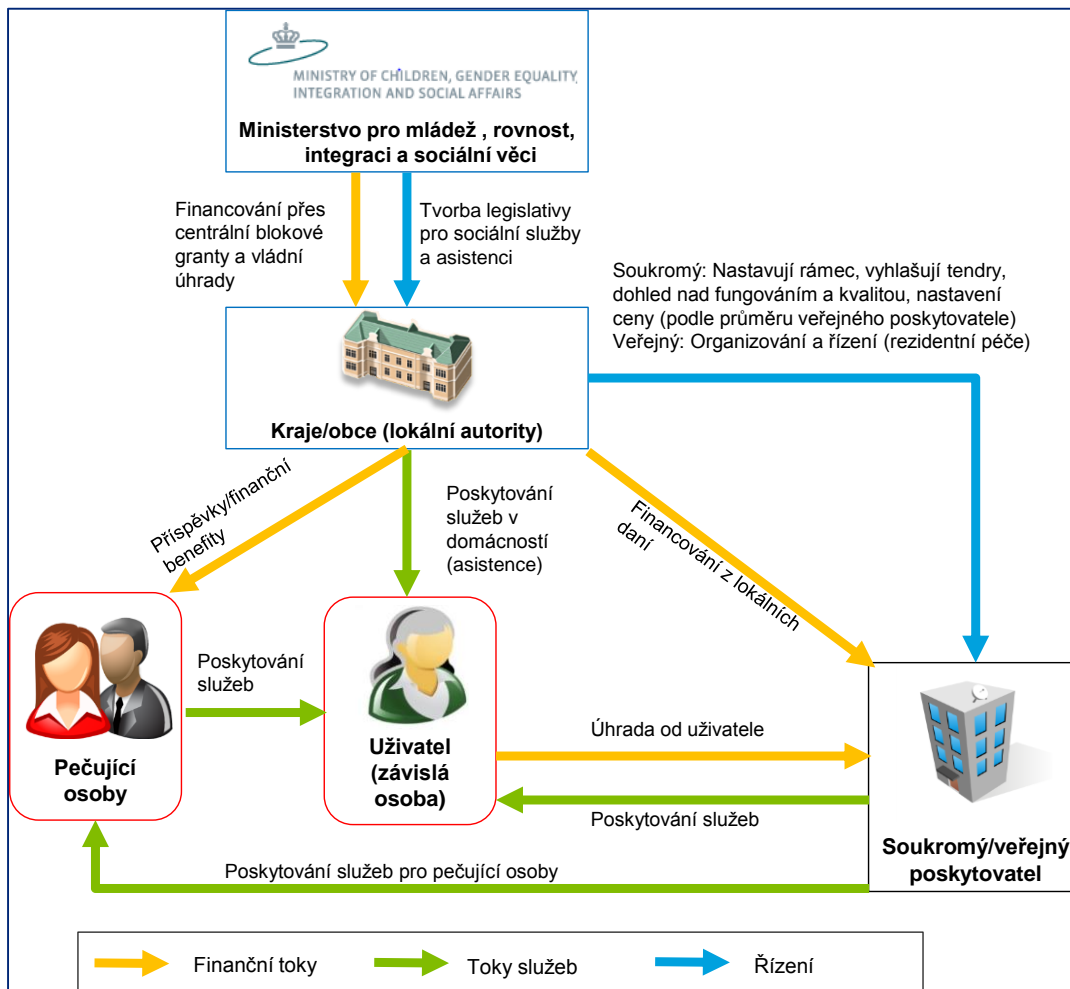 MINISTRY OF CHILDREN, GENDER EQUALITY,
INTEGRATION AND SOCIAL AFFAIRS
Ministerstvo pro mládež , rovnost,
integraci a sociální věci
Financování přes
centrální blokové
granty a vládní
úhrady
Tvorba legislativy
pro sociální služby
a asistenci
Soukromý: Nastavují rámec, vyhlašují tendry,
dohled nad fungováním a kvalitou, nastavení
ceny (podle průměru veřejného poskytovatele)
Veřejný: Organizování a řízení (rezidentní péče)
Kraje/obce (lokální autority)
Příspěvky/finanční
benefity
Poskytování
služeb v
domácností
(asistence)
Financování z lokálních
daní
Poskytování
služeb
Pečující
osoby
Uživatel
(závislá
osoba)
Úhrada od uživatele
Poskytování služeb
Soukromý/veřejný
poskytovatel
Poskytování služeb pro pečující osoby
Finanční toky
Toky služeb
Řízení